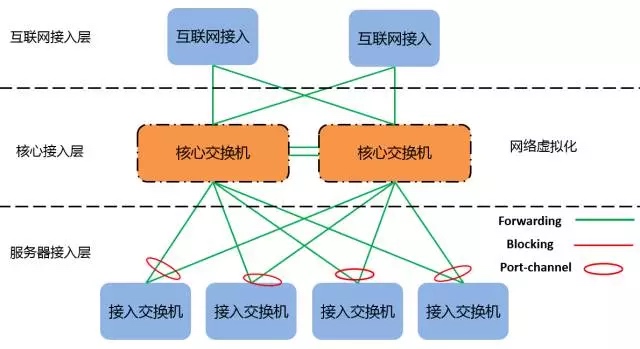 互联网接入层
互联网接入
互联网接入
核心接入层
核心交换机
核心交换机
网络虚拟化
服务器接入层
Forwarding
Blocking
Port-channel
接入交换机
接入交换机
接入交换机
接入交换机